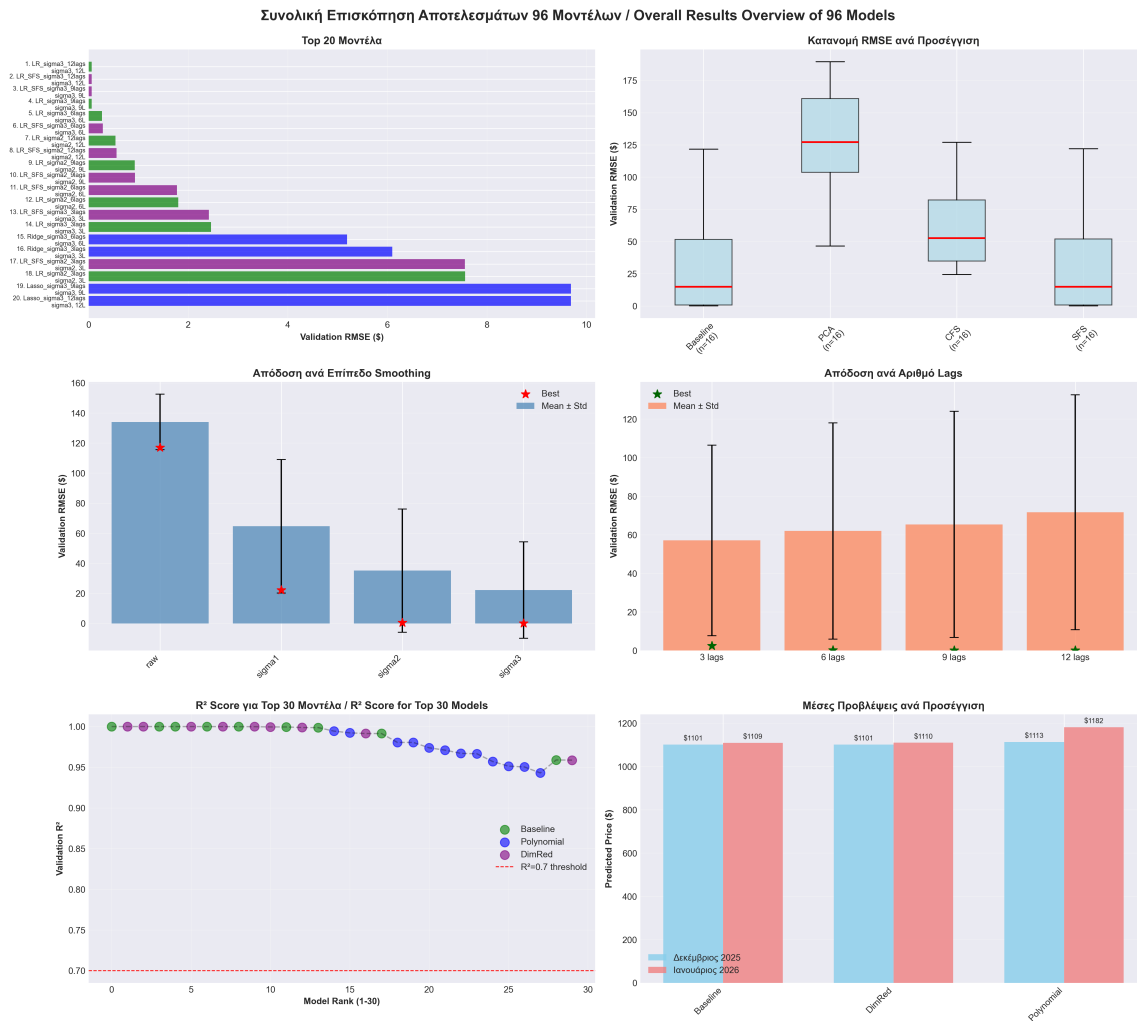 Συνολική Επισκόπηση Αποτελεσμάτων 96 Μοντέλων / Overall Results Overview of 96 Models
Top 20 Μοντέλα
1. LR_sigma3_12lags
sigma3, 12L
2. LR_SFS_sigma3_12lags
sigma3, 12L
3. LR_SFS_sigma3_9lags
sigma3, 9L
4. LR_sigma3_9lags
sigma3, 9L
5. LR_sigma3_6lags
sigma3, 6L
6. LR_SFS_sigma3_6lags
sigma3, 6L
7. LR_sigma2_12lags
sigma2, 12L
8. LR_SFS_sigma2_12lags
sigma2, 12L
9. LR_sigma2_9lags
sigma2, 9L
10. LR_SFS_sigma2_9lags
sigma2, 9L
11. LR_SFS_sigma2_6lags
sigma2, 6L
12. LR_sigma2_6lags
sigma2, 6L
13. LR_SFS_sigma3_3lags
sigma3, 3L
14. LR_sigma3_3lags
sigma3, 3L
15. Ridge_sigma3_6lags
sigma3, 6L
16. Ridge_sigma3_3lags
sigma3, 3L
17. LR_SFS_sigma2_3lags
sigma2, 3L
18. LR_sigma2_3lags
sigma2, 3L
19. Lasso_sigma3_9lags
sigma3, 9L
20. Lasso_sigma3_12lags
sigma3, 12L
0 2 4 6 8 10
Validation RMSE ($)
Κατανομή RMSE ανά Προσέγγιση
Validation RMSE ($)
175
150
125
100
75
50
25
0
Baseline
(n=16)
PCA
(n=16)
CFS
(n=16)
SFS
(n=16)
Απόδοση ανά Επίπεδο Smoothing
Validation RMSE ($)
160
140
120
100
80
60
40
20
0
Best
Mean ± Std
raw sigma1 sigma2 sigma3
Απόδοση ανά Αριθμό Lags
Validation RMSE ($)
120
100
80
60
40
20
0
Best
Mean ± Std
3 lags 6 lags 9 lags 12 lags
R² Score για Top 30 Μοντέλα / R² Score for Top 30 Models
Validation R²
1.00
0.95
0.90
0.85
0.80
0.75
0.70
Baseline
Polynomial
DimRed
R²=0.7 threshold
0 5 10 15 20 25 30
Model Rank (1-30)
Μέσες Προβλέψεις ανά Προσέγγιση
Predicted Price ($)
1200
1000
800
600
400
200
0
$1101 $1109 $1101 $1110 $1113 $1182
Δεκέμβριος 2025
Ιανουάριος 2026
Baseline DimRed Polynomial